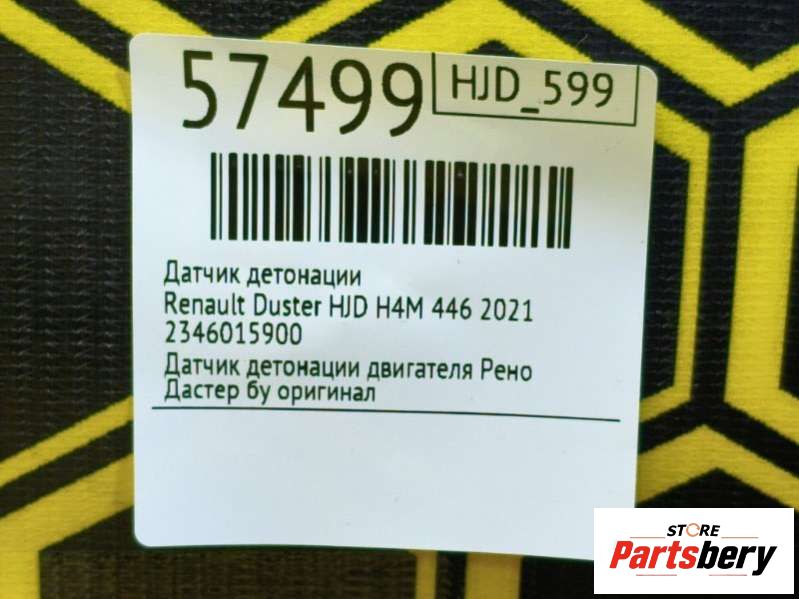 57499
HJD_599
Датчик детонации
Renault Duster HJD H4M 446 2021
2346015900
Датчик детонации двигателя Рено
Дастер бу оригинал
STORE
Partsbery